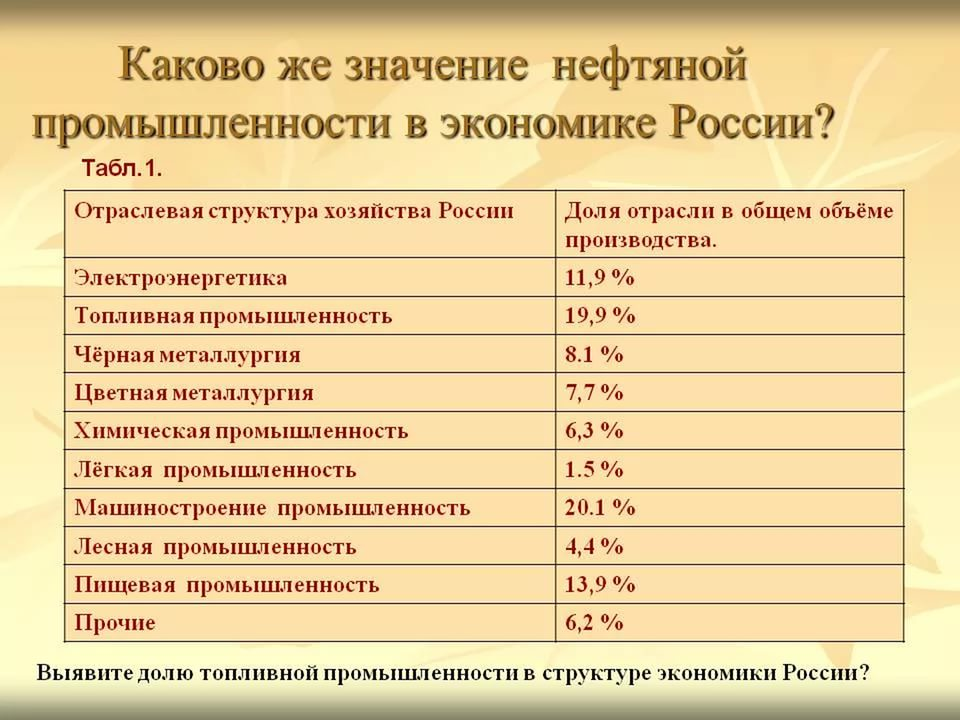 Каково же значение нефтяной
промышленности в экономике России?
Табл.1.
Отраслевая структура хозяйства России
Доля отрасли в общем объёме
производства.
Электроэнергетика 11,9 %
Топливная промышленность 19,9 %
Чёрная металлургия 8.1 %
Цветная металлургия 7,7 %
Химическая промышленность 6,3 %
Лёгкая промышленность 1.5 %
Машиностроение промышленность 20.1 %
Лесная промышленность 4,4 %
Пищевая промышленность 13,9 %
Прочие 6,2 %
Выявите долю топливной промышленности в структуре экономики России?